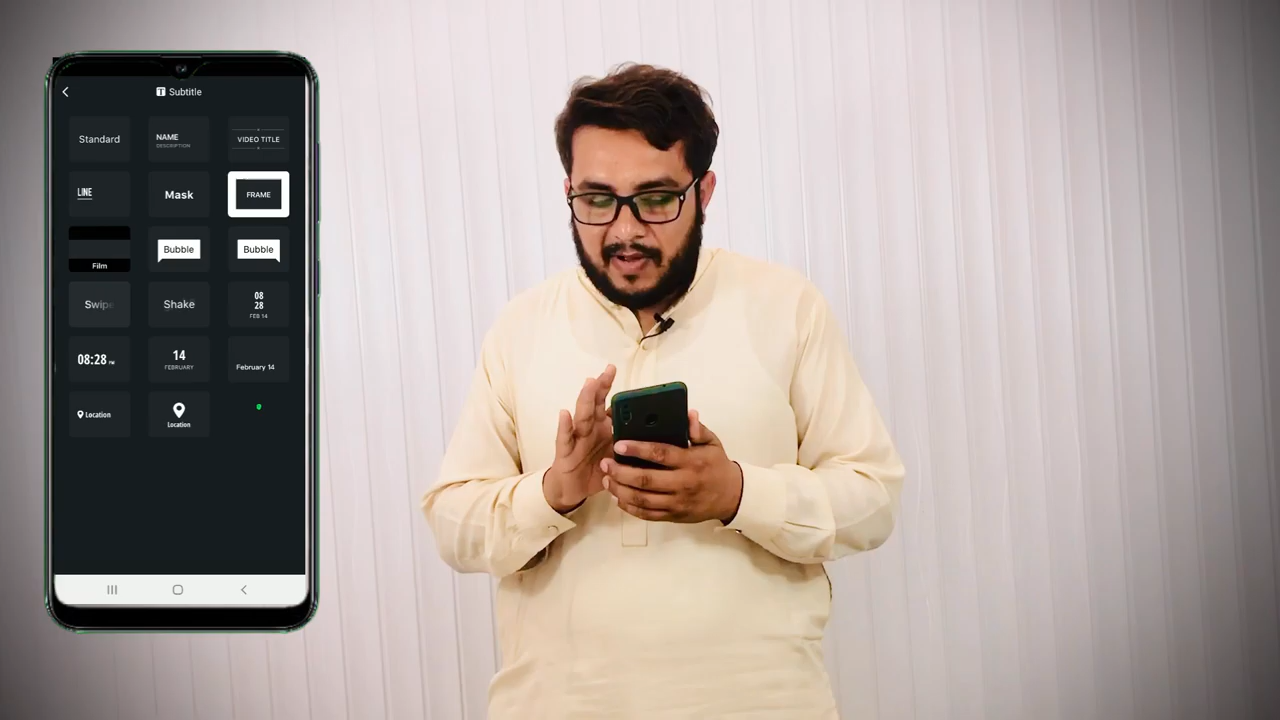 Subtitle
Standard
NAME
DESCRIPTION
VIDEO TITLE
LINE
Mask
FRAME
Film
Bubble
Bubble
Swipe
Shake
08
28
FEB 14
08:28 PM
14
FEBRUARY
February 14
Location
Location